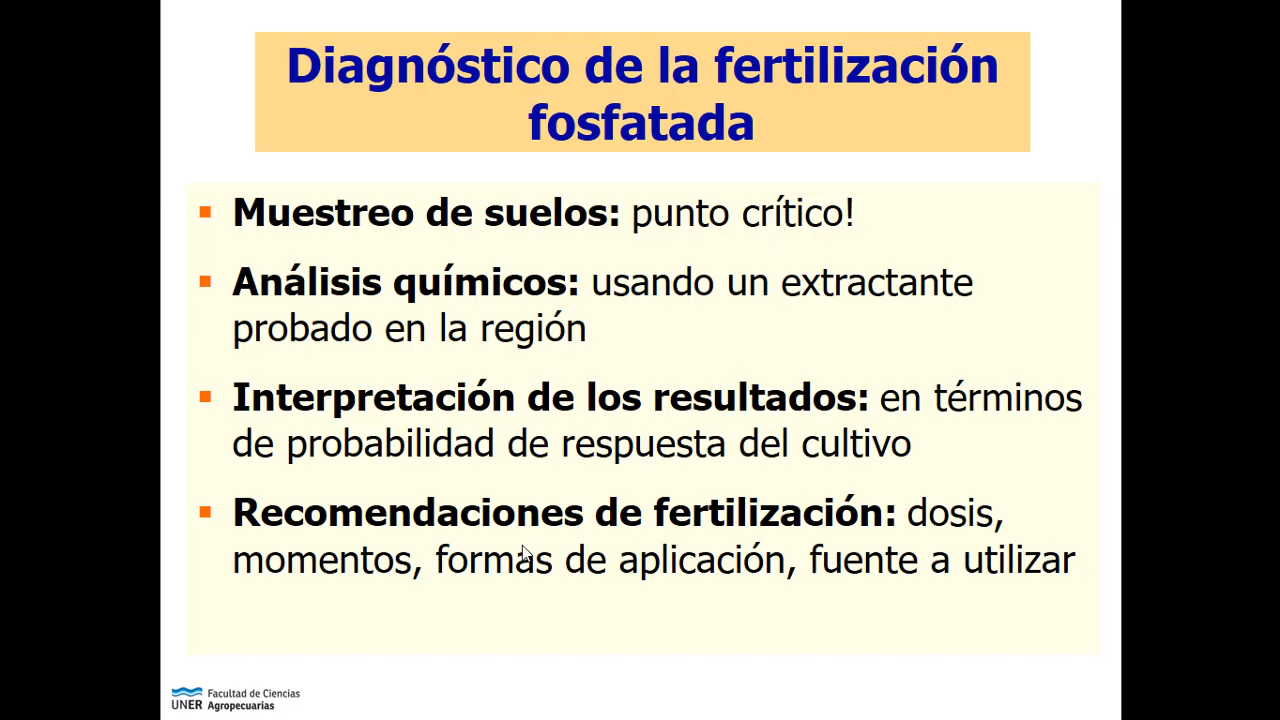 Diagnóstico de la fertilización
fosfatada
Muestreo de suelos: punto crítico!
Análisis químicos: usando un extractante
probado en la región
Interpretación de los resultados: en términos
de probabilidad de respuesta del cultivo
Recomendaciones de fertilización: dosis,
momentos, formas de aplicación, fuente a utilizar
UNER Facultad de Ciencias
Agropecuarias